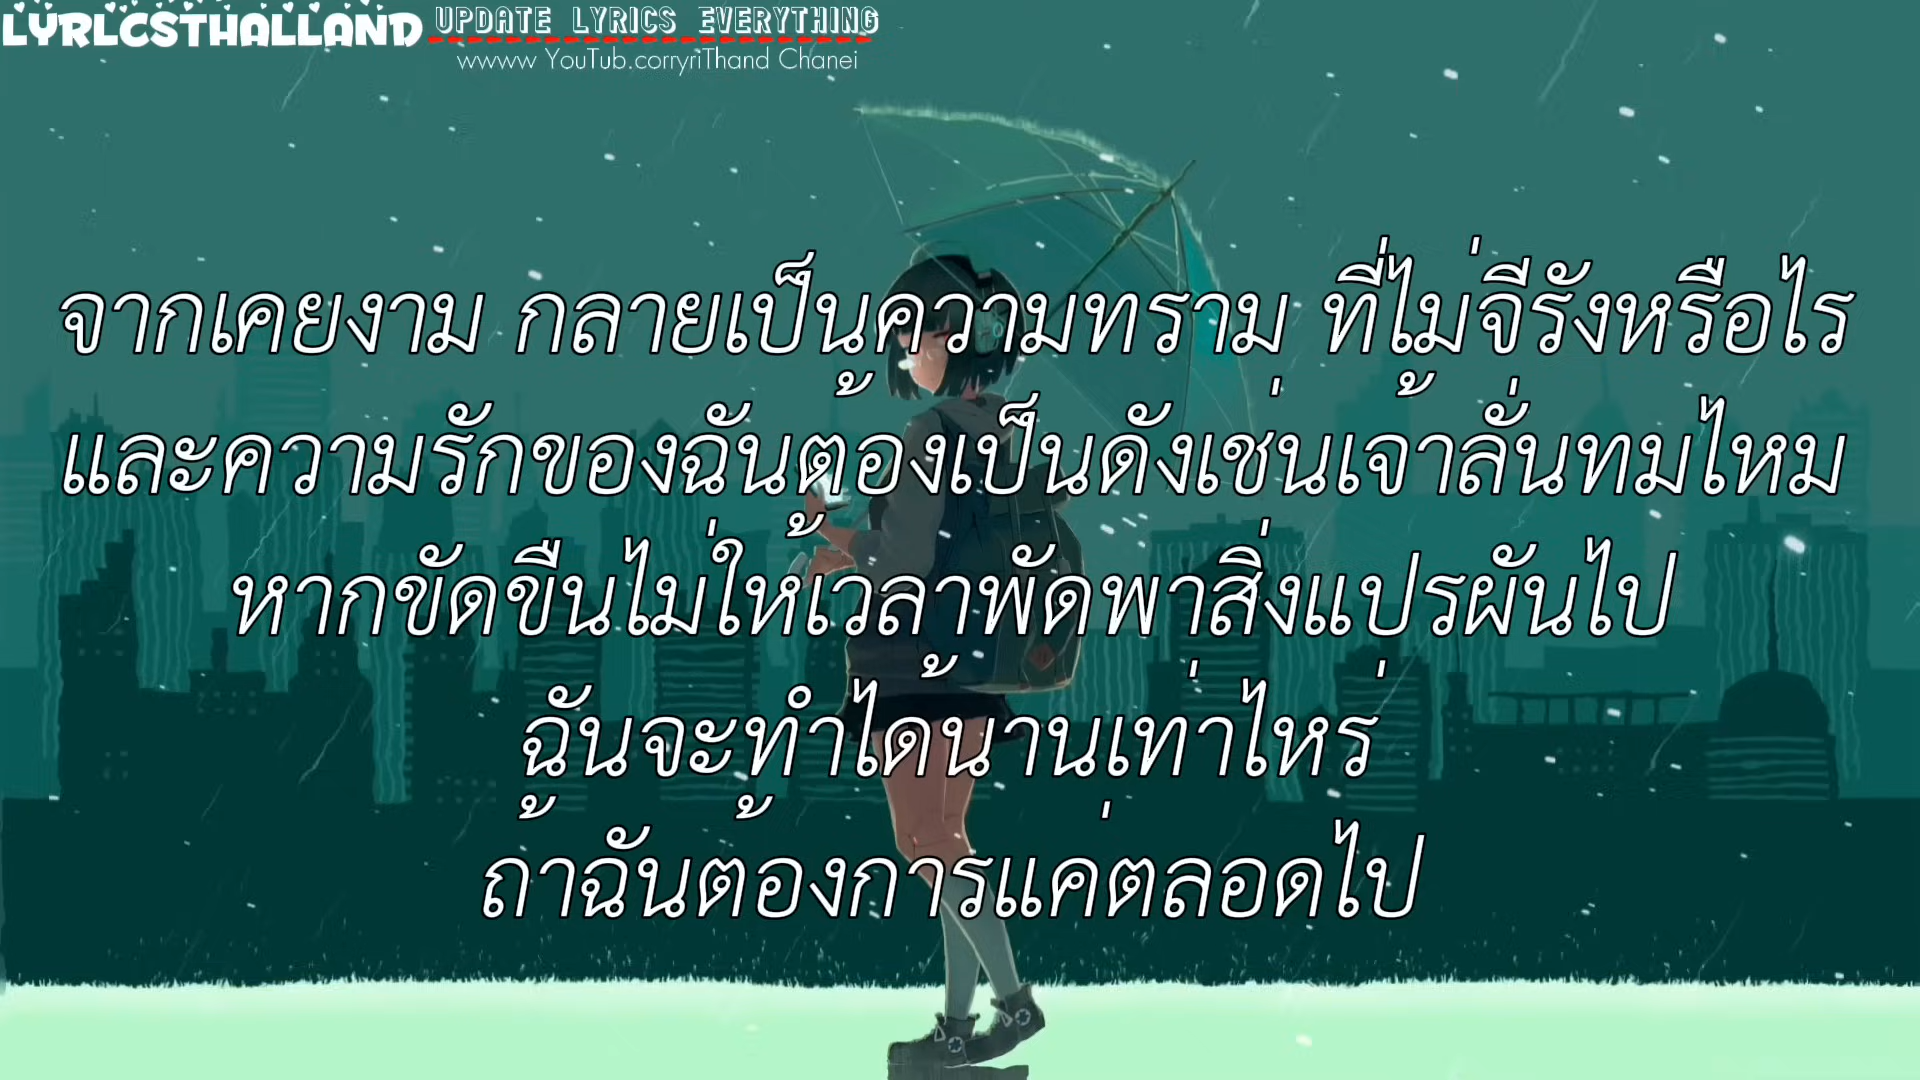 LYRLCSTHALLAND
UPDATE LYRICS EVERYTHING
wwww YouTub.corryriThand Chanei
จากเคยงาม กลายเป็นความทราม ที่ไม่จีรังหรือไร
และความรักของฉันต้องเป็นดังเช่นเจ้าลั่นทมไหม
หากขัดขืนไม่ให้เวล้าพัดพาสิ่งแปรผันไป
ฉันจะทำได้น้านเท่าไหร่
ถ้าฉันต้องการแค่ตลอดไป